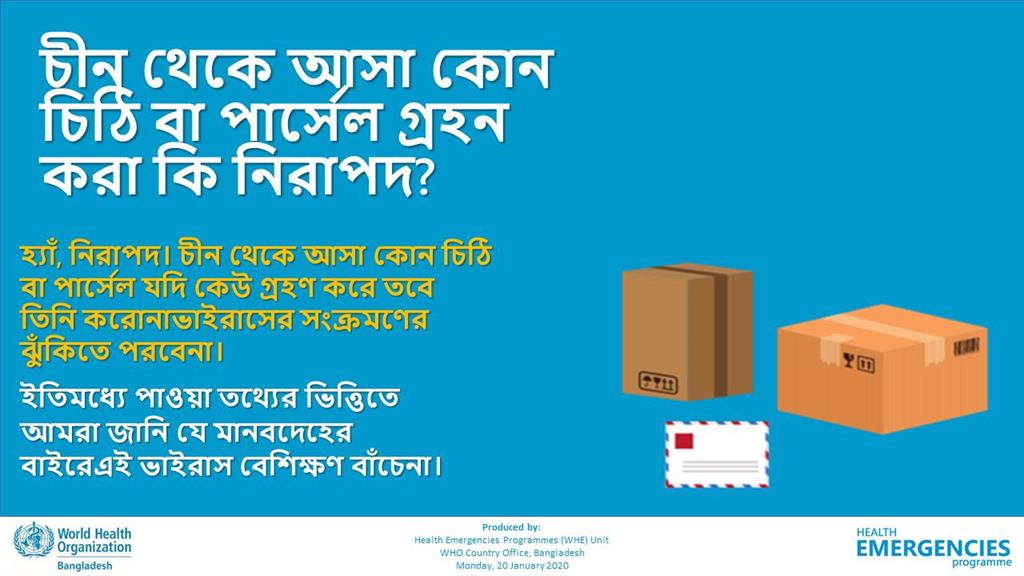 চীন থেকে আসা কোন
চিঠি বা পার্সেল গ্রহন
করা কি নিরাপদ?
হ্যাঁ, নিরাপদ। চীন থেকে আসা কোন চিঠি
বা পার্সেল যদি কেউ গ্রহণ করে তবে
তিনি করোনাভাইরাসের সংক্রমণের
ঝুঁকিতে পরবেনা।
ইতিমধ্যে পাওয়া তথ্যের ভিত্তিতে
আমরা জানি যে মানবদেহের
বাইরেএই ভাইরাস বেশিক্ষণ বাঁচেনা।
World Health
Organization
Bangladesh
Produced by:
Health Emergencies Programmes (WHE) Unit
WHO Country Office, Bangladesh
Monday, 20 January 2020
HEALTH
EMERGENCIES
programme